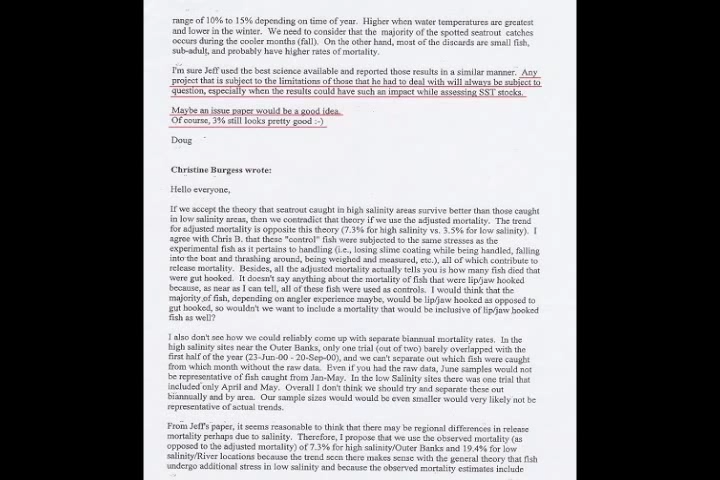 range of 10% to 15% depending on time of year. Higher when water temperatures are greatest
and lower in the winter. We need to consider that the majority of the spotted seatrout catches
occurs during the cooler months (fall). On the other hand, most of the discards are small fish,
sub-adult, and probably have higher rates of mortality.
I'm sure Jeff used the best science available and reported those results in a similar manner. Any
project that is subject to the limitations of those that he had to deal with will always be subject to
question, especially when the results could have such an impact while assessing SST stocks.
Maybe an issue paper would be a good idea.
Of course, 3% still looks pretty good :-)
Doug
Christine Burgess wrote:
Hello everyone,
If we accept the theory that seatrout caught in high salinity areas survive better than those caught
in low salinity areas, then we contradict that theory if we use the adjusted mortality. The trend
for adjusted mortality is opposite this theory (7.3% for high salinity vs. 3.5% for low salinity). I
agree with Chris B. that these "control" fish were subjected to the same stresses as the
experimental fish as it pertains to handling (i.e., losing slime coating while being handled, falling
into the boat and thrashing around, being weighed and measured, etc.), all of which contribute to
release mortality. Besides, all the adjusted mortality actually tells you is how many fish died that
were gut hooked. It doesn't say anything about the mortality of fish that were lip/jaw hooked
because, as near as I can tell, all of these fish were used as controls. I would think that the
majority of fish, depending on angler experience maybe, would be lip/jaw hooked as opposed to
gut hooked, so wouldn't we want to include a mortality that would be inclusive of lip/jaw hooked
fish as well?
I also don't see how we could reliably come up with separate biannual mortality rates. In the
high salinity sites near the Outer Banks, only one trial (out of two) barely overlapped with the
first half of the year (23-Jun-00 - 20-Sep-00), and we can't separate out which fish were caught
from which month without the raw data. Even if you had the raw data, June samples would not
be representative of fish caught from Jan-May. In the low Salinity sites there was one trial that
included only April and May. Overall I don't think we should try and separate these out
biannually and by area. Our sample sizes would would be even smaller would very likely not be
representative of actual trends.
From Jeff's paper, it seems reasonable to think that there may be regional differences in release
mortality perhaps due to salinity. Therefore, I propose that we use the observed mortality (as
opposed to the adjusted mortality) of 7.3% for high salinity/Outer Banks and 19.4% for low
salinity/River locations because the trend seen there makes sense with the general theory that fish
undergo additional stress in low salinity and because the observed mortality estimates include